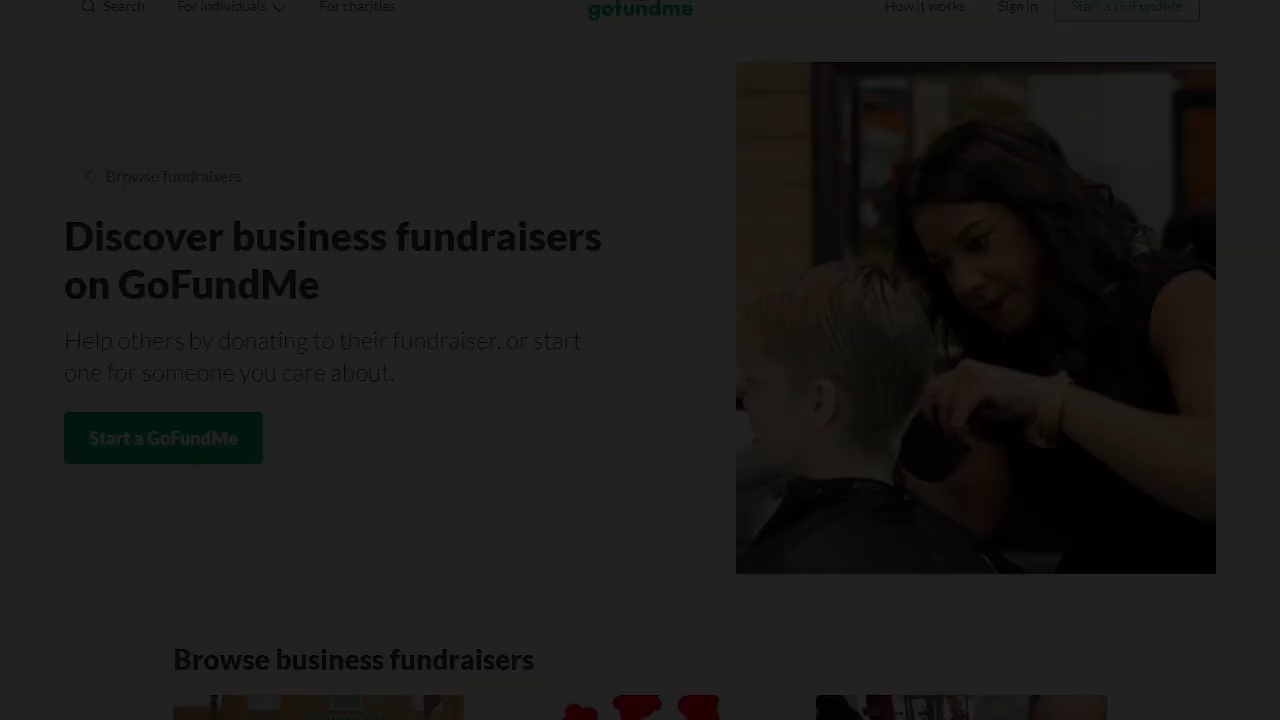 Search
For individuals
For charities
gofundme
How it works
Sign in
Start a GoFundMe
Browse fundraisers
Discover business fundraisers
on GoFundMe
Help others by donating to their fundraiser, or start
one for someone you care about.
Start a GoFundMe
Browse business fundraisers